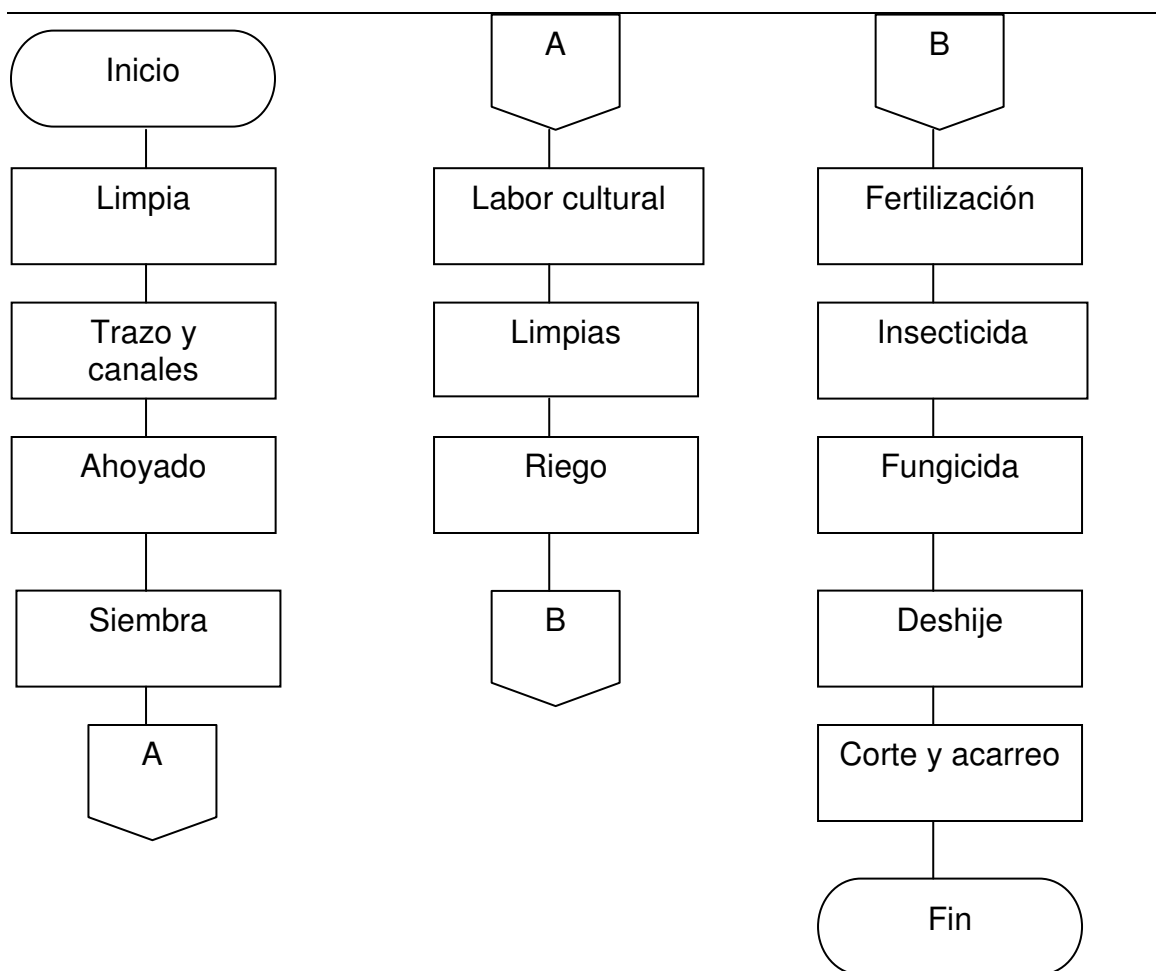 Inicio
Limpia
Trazo y
canales
Ahoyado
Siembra
A
A
Labor cultural
Limpias
Riego
B
B
Fertilización
Insecticida
Fungicida
Deshije
Corte y acarreo
Fin